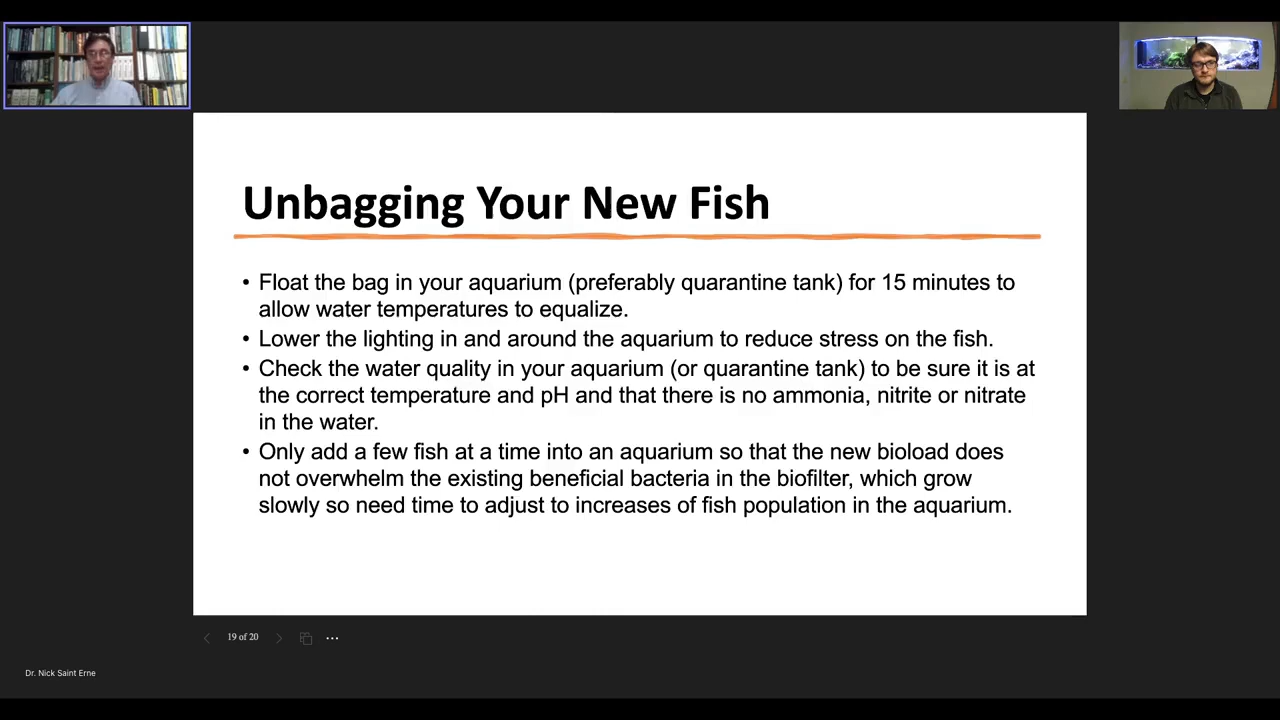 Unbagging Your New Fish
• Float the bag in your aquarium (preferably quarantine tank) for 15 minutes to
allow water temperatures to equalize.
• Lower the lighting in and around the aquarium to reduce stress on the fish.
• Check the water quality in your aquarium (or quarantine tank) to be sure it is at
the correct temperature and pH and that there is no ammonia, nitrite or nitrate
in the water.
• Only add a few fish at a time into an aquarium so that the new bioload does
not overwhelm the existing beneficial bacteria in the biofilter, which grow
slowly so need time to adjust to increases of fish population in the aquarium.
19 of 20
Dr. Nick Saint Erne